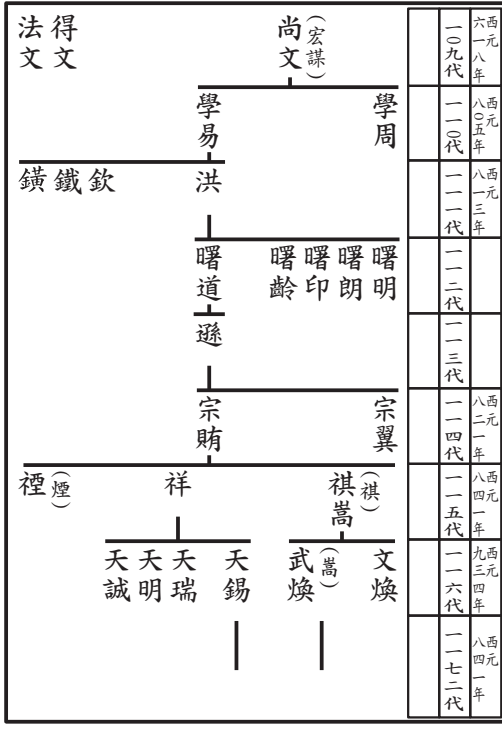 西元六一八年
一０九代
尚文
(宏謀)
得文
法文
西元八０五年
一一０代
學周
學易
西元八一三年
一一一代
洪
欽
鐵
鐄
一一二代
曙明
曙朗
曙印
曙齡
曙道
一一三代
遜
西元八二一年
一一四代
宗翼
宗賄
西元八四一年
一一五代
(祺)
祺嵩
祥
(煙)
禋
西元九三四年
一一六代
文煥
(嵩)
武煥
天錫
天瑞
天明
天誠
西元八四一年
一一七二代